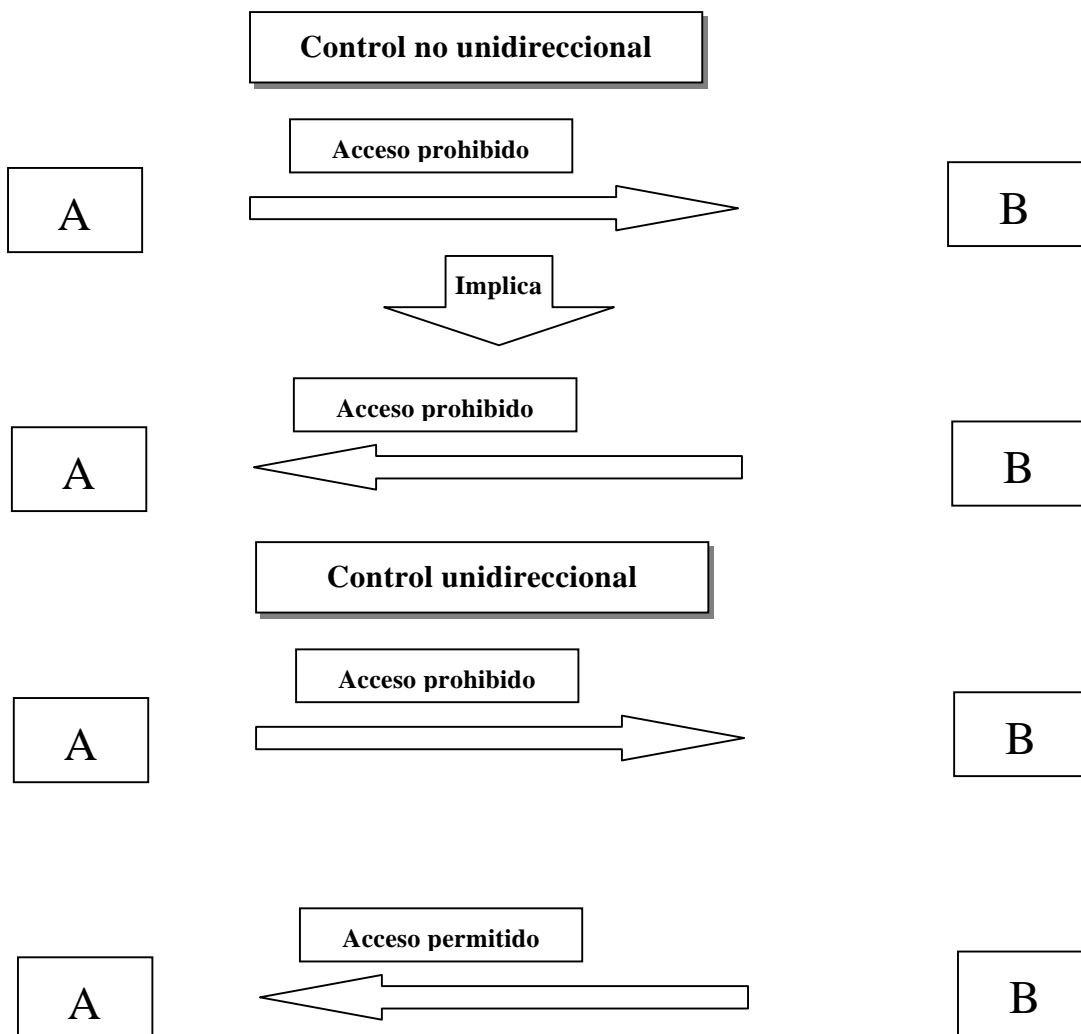 Control no unidireccional
Acceso prohibido
A
B
Implica
Acceso prohibido
A
B
Control unidireccional
Acceso prohibido
A
B
Acceso permitido
A
B